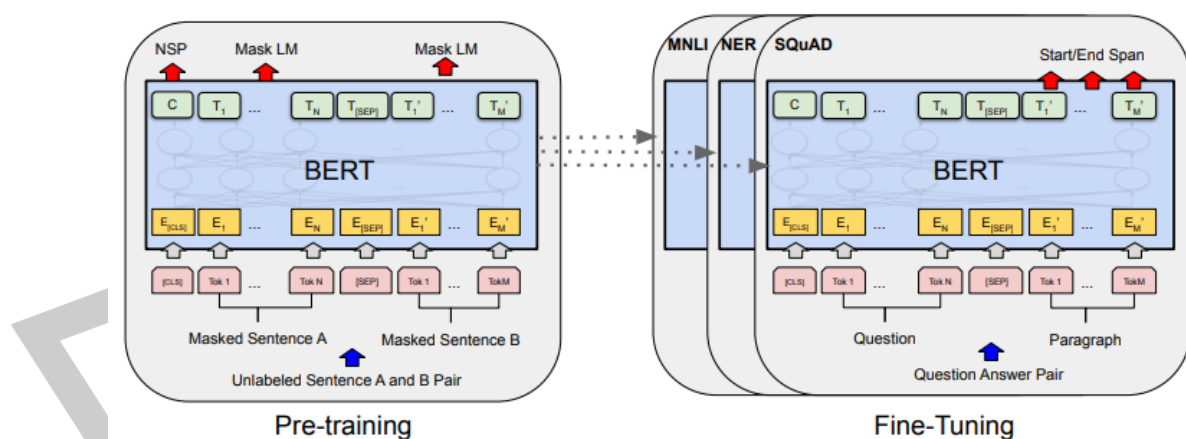 NSP Mask LM Mask LM
C T1 ... TN T[SEP] T1' ... TM'
BERT
E[CLS] E1 ... EN E[SEP] E1' ... EM'
[CLS] Tok 1 ... Tok N [SEP] Tok 1 ... TokM
Masked Sentence A Masked Sentence B
Unlabeled Sentence A and B Pair
Pre-training
MNLI NER SQuAD
Start/End Span
C T1 ... TN T[SEP] T1' ... TM'
BERT
E[CLS] E1 ... EN E[SEP] E1' ... EM'
[CLS] Tok 1 ... Tok N [SEP] Tok 1 ... TokM
Question Paragraph
Question Answer Pair
Fine-Tuning